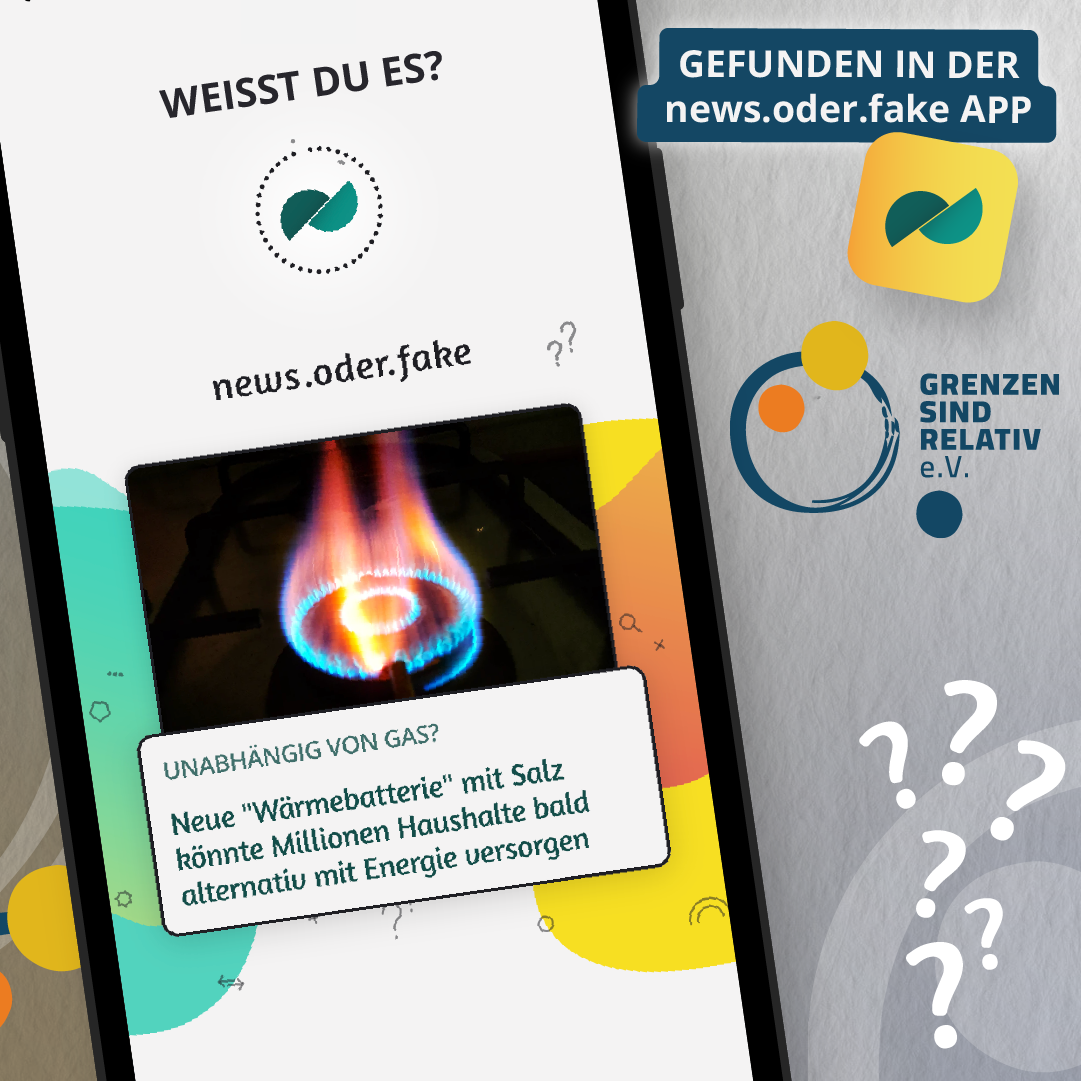 WEISST DU ES?
GEFUNDEN IN DER
news.oder.fake APP
news.oder.fake
GRENZEN
SIND
RELATIV
e.V.
UNABHÄNGIG VON GAS?
Neue "Wärmebatterie" mit Salz
könnte Millionen Haushalte bald
alternativ mit Energie versorgen